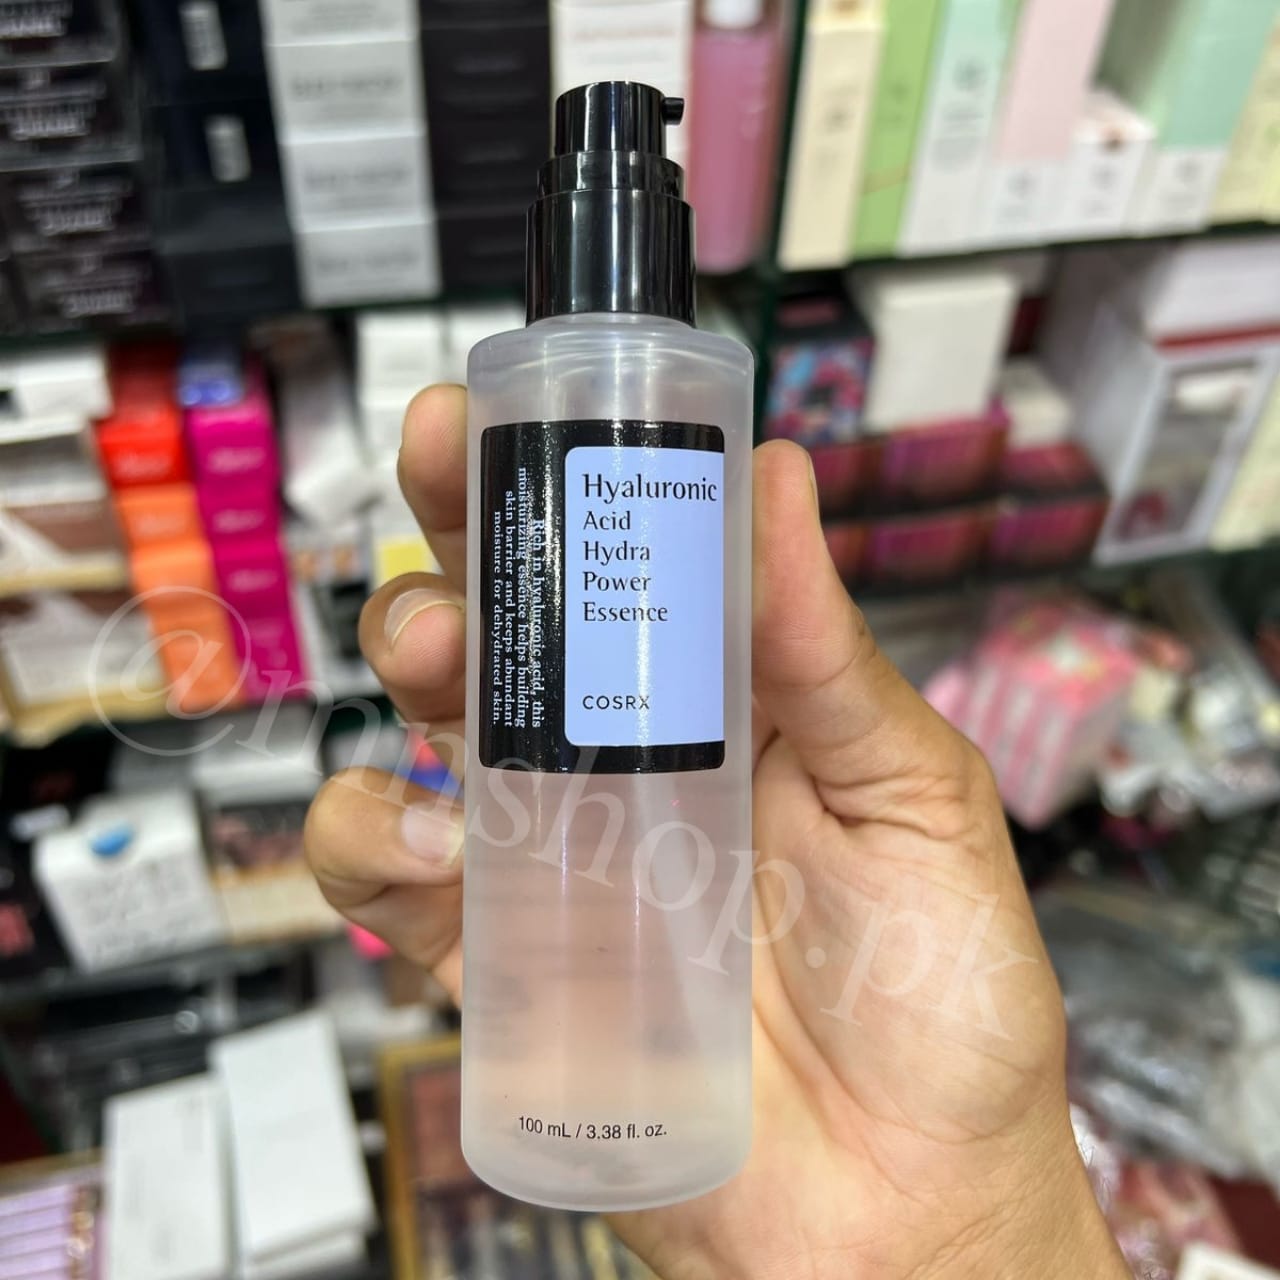 Hyaluronic
Acid
Hydra
Power
Essence
COSRX
Rich in hyaluronic acid, this
moisturizing essence helps building
skin barrier and keeps abundant
moisture for dehydrated skin.
100 mL / 3.38 fl. oz.
@mnshop.pk